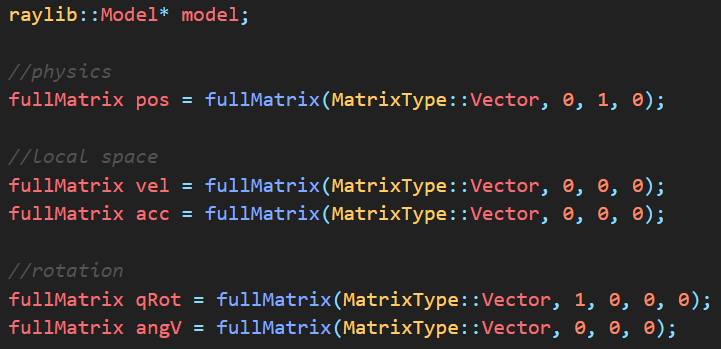 raylib::Model* model;
//physics
fullMatrix pos = fullMatrix(MatrixType::Vector, 0, 1, 0);
//local space
fullMatrix vel = fullMatrix(MatrixType::Vector, 0, 0, 0);
fullMatrix acc = fullMatrix(MatrixType::Vector, 0, 0, 0);
//rotation
fullMatrix qRot = fullMatrix(MatrixType::Vector, 1, 0, 0, 0);
fullMatrix angV = fullMatrix(MatrixType::Vector, 0, 0, 0);